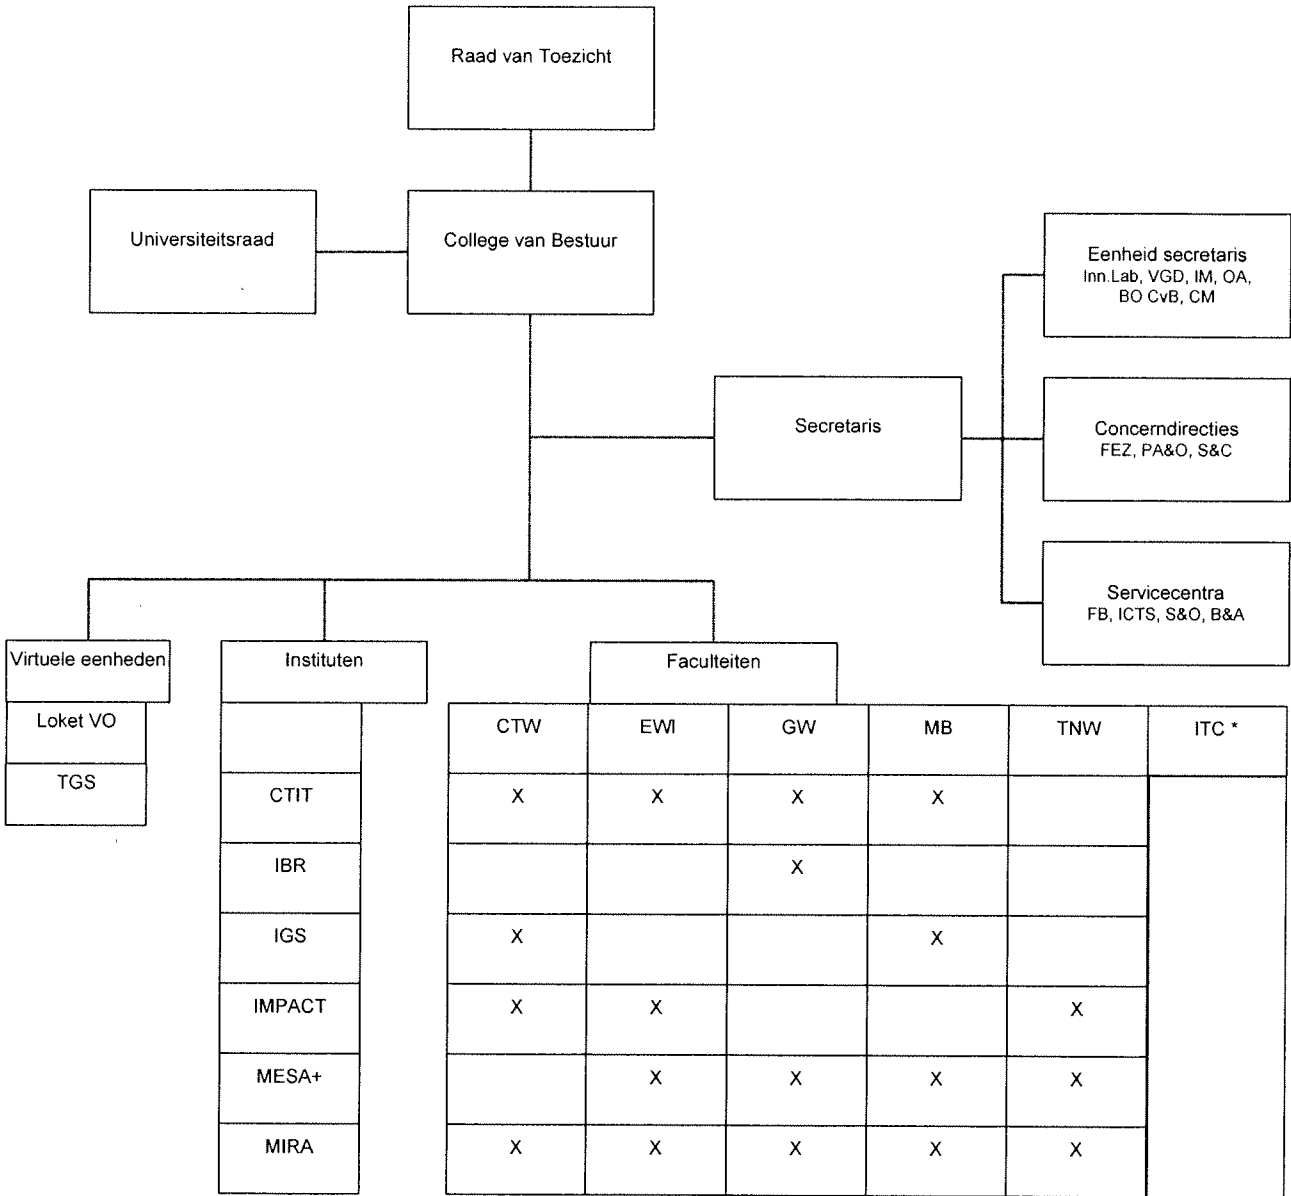 Raad van Toezicht
Universiteitsraad
College van Bestuur
Eenheid secretaris
Inn.Lab, VGD, IM, OA,
BO CvB, CM
Secretaris
Concerndirecties
FEZ, PA&O, S&C
Servicecentra
FB, ICTS, S&O, B&A
Virtuele eenheden
Instituten
Faculteiten
Loket VO
TGS
CTW EWI GW MB TNW ITC *
CTIT X X X X
IBR X
IGS X X
IMPACT X X X
MESA+ X X X X
MIRA X X X X X